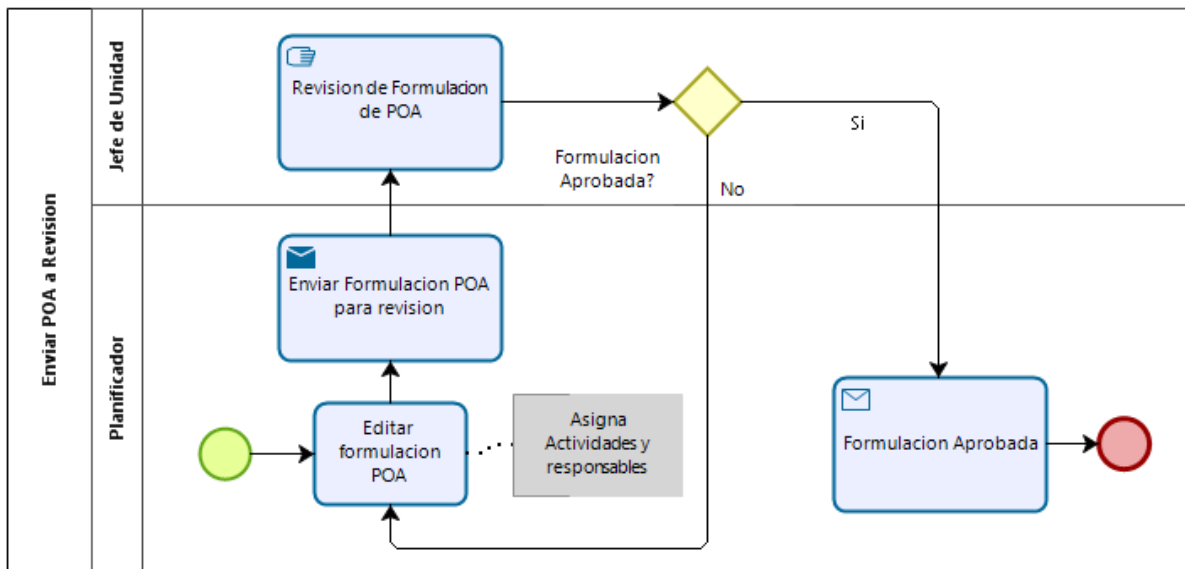 Enviar POA a Revision
Jefe de Unidad
Revision de Formulacion
de POA
Formulacion
Aprobada?
Si
No
Planificador
Enviar Formulacion POA
para revision
Editar
formulacion
POA
Asigna
Actividades y
responsables
Formulacion Aprobada